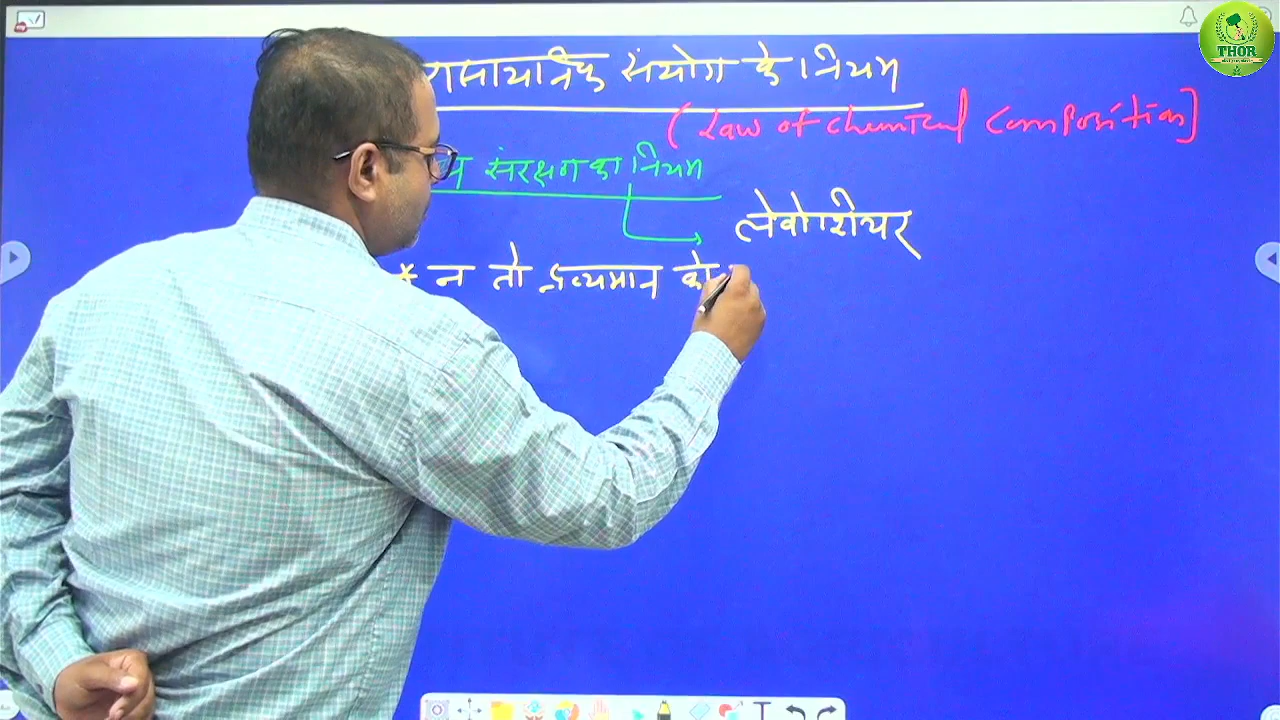 THOR
रासायनिक संयोग के नियम
(Law of chemical composition]
संरक्षण का नियम
लेवोशियर
* न तो द्रव्यमान को